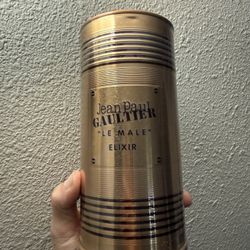 Jean Paul
GAULTIER
"LE MALE"
ELIXIR